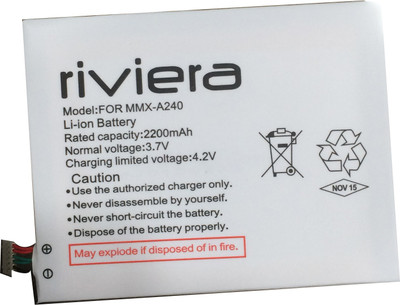 riviera
Model:FOR MMX-A240
Li-ion Battery
Rated capacity:2200mAh
Normal voltage:3.7V
Charging limited voltage:4.2V
Caution
• Use the authorized charger only.
• Never disassemble by yourself.
• Never short-circuit the battery.
• Dispose of the battery properly.
May explode if disposed of in fire.
NOV 15
⊕
⊖